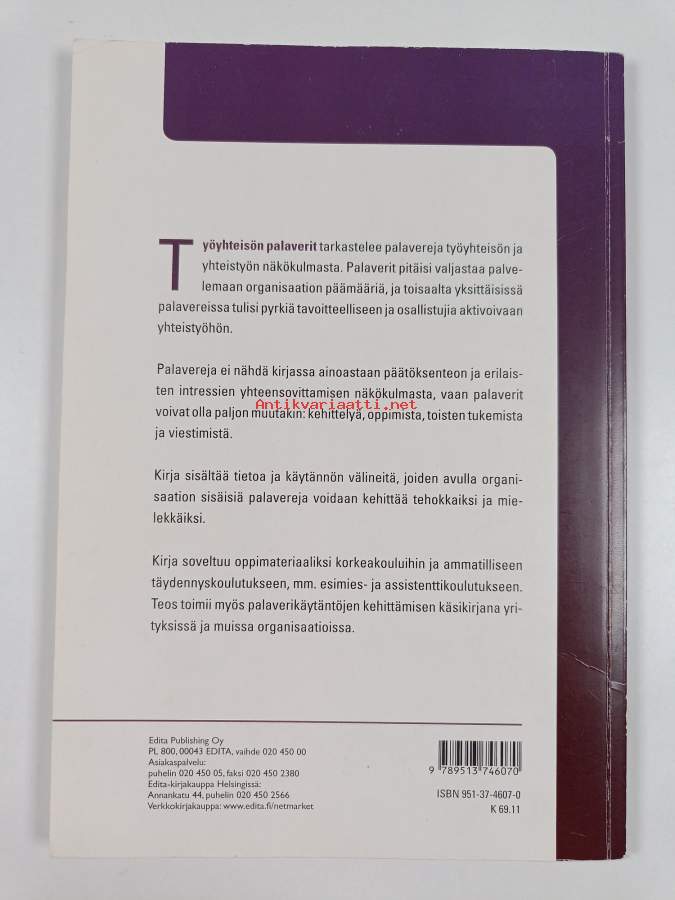 Työyhteisön palaverit tarkastelee palavereja työyhteisön ja
yhteistyön näkökulmasta. Palaverit pitäisi valjastaa palve-
lemaan organisaation päämääriä, ja toisaalta yksittäisissä
palavereissa tulisi pyrkiä tavoitteelliseen ja osallistujia aktivoivaan
yhteistyöhön.
Palavereja ei nähdä kirjassa ainoastaan päätöksenteon ja erilais-
ten intressien yhteensovittamisen näkökulmasta, vaan palaverit
Antikvariaatti.net
voivat olla paljon muutakin: kehittelyä, oppimista, toisten tukemista
ja viestimistä.
Kirja sisältää tietoa ja käytännön välineitä, joiden avulla organi-
saation sisäisiä palavereja voidaan kehittää tehokkaiksi ja mie-
lekkäiksi.
Kirja soveltuu oppimateriaaliksi korkeakouluihin ja ammatilliseen
täydennyskoulutukseen, mm. esimies- ja assistenttikoulutukseen.
Teos toimii myös palaverikäytäntöjen kehittämisen käsikirjana yri-
tyksissä ja muissa organisaatioissa.
Edita Publishing Oy
PL 800, 00043 EDITA, vaihde 020 450 00
Asiakaspalvelu:
puhelin 020 450 05, faksi 020 450 2380
Edita-kirjakauppa Helsingissä:
Annankatu 44, puhelin 020 450 2566
Verkkokirjakauppa: www.edita.fi/netmarket
9 789513 746070
ISBN 951-37-4607-0
K 69.11